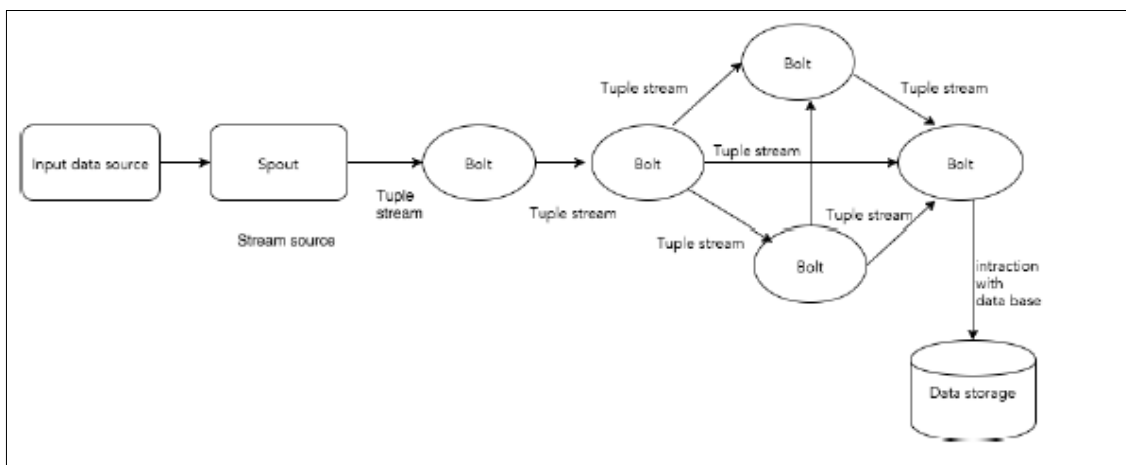 Bolt
Tuple stream
Tuple stream
Input data source
Spout
Bolt
Bolt
Tuple stream
Bolt
Tuple
stream
Tuple stream
Tuple stream
Stream source
Tuple stream
Bolt
intraction
with
data base
Data storage